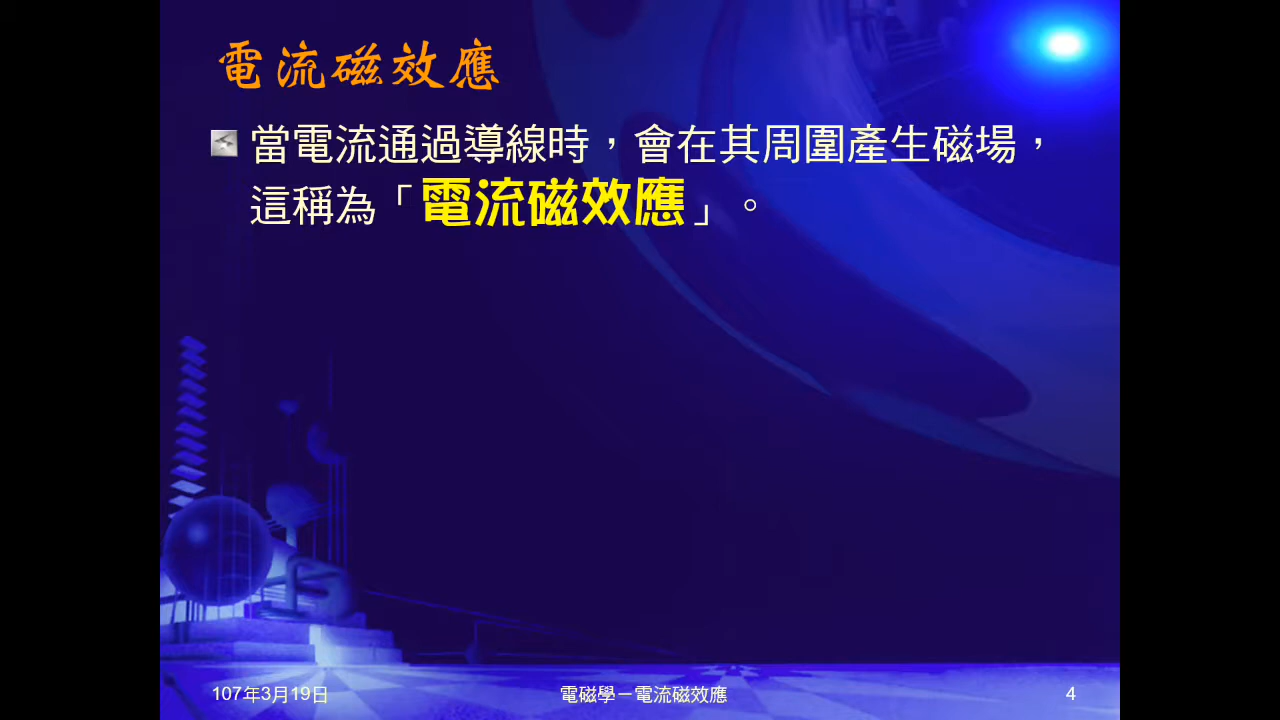 電流磁效應
當電流通過導線時，會在其周圍產生磁場，
這稱為「電流磁效應」。
107年3月19日
電磁學－電流磁效應
4